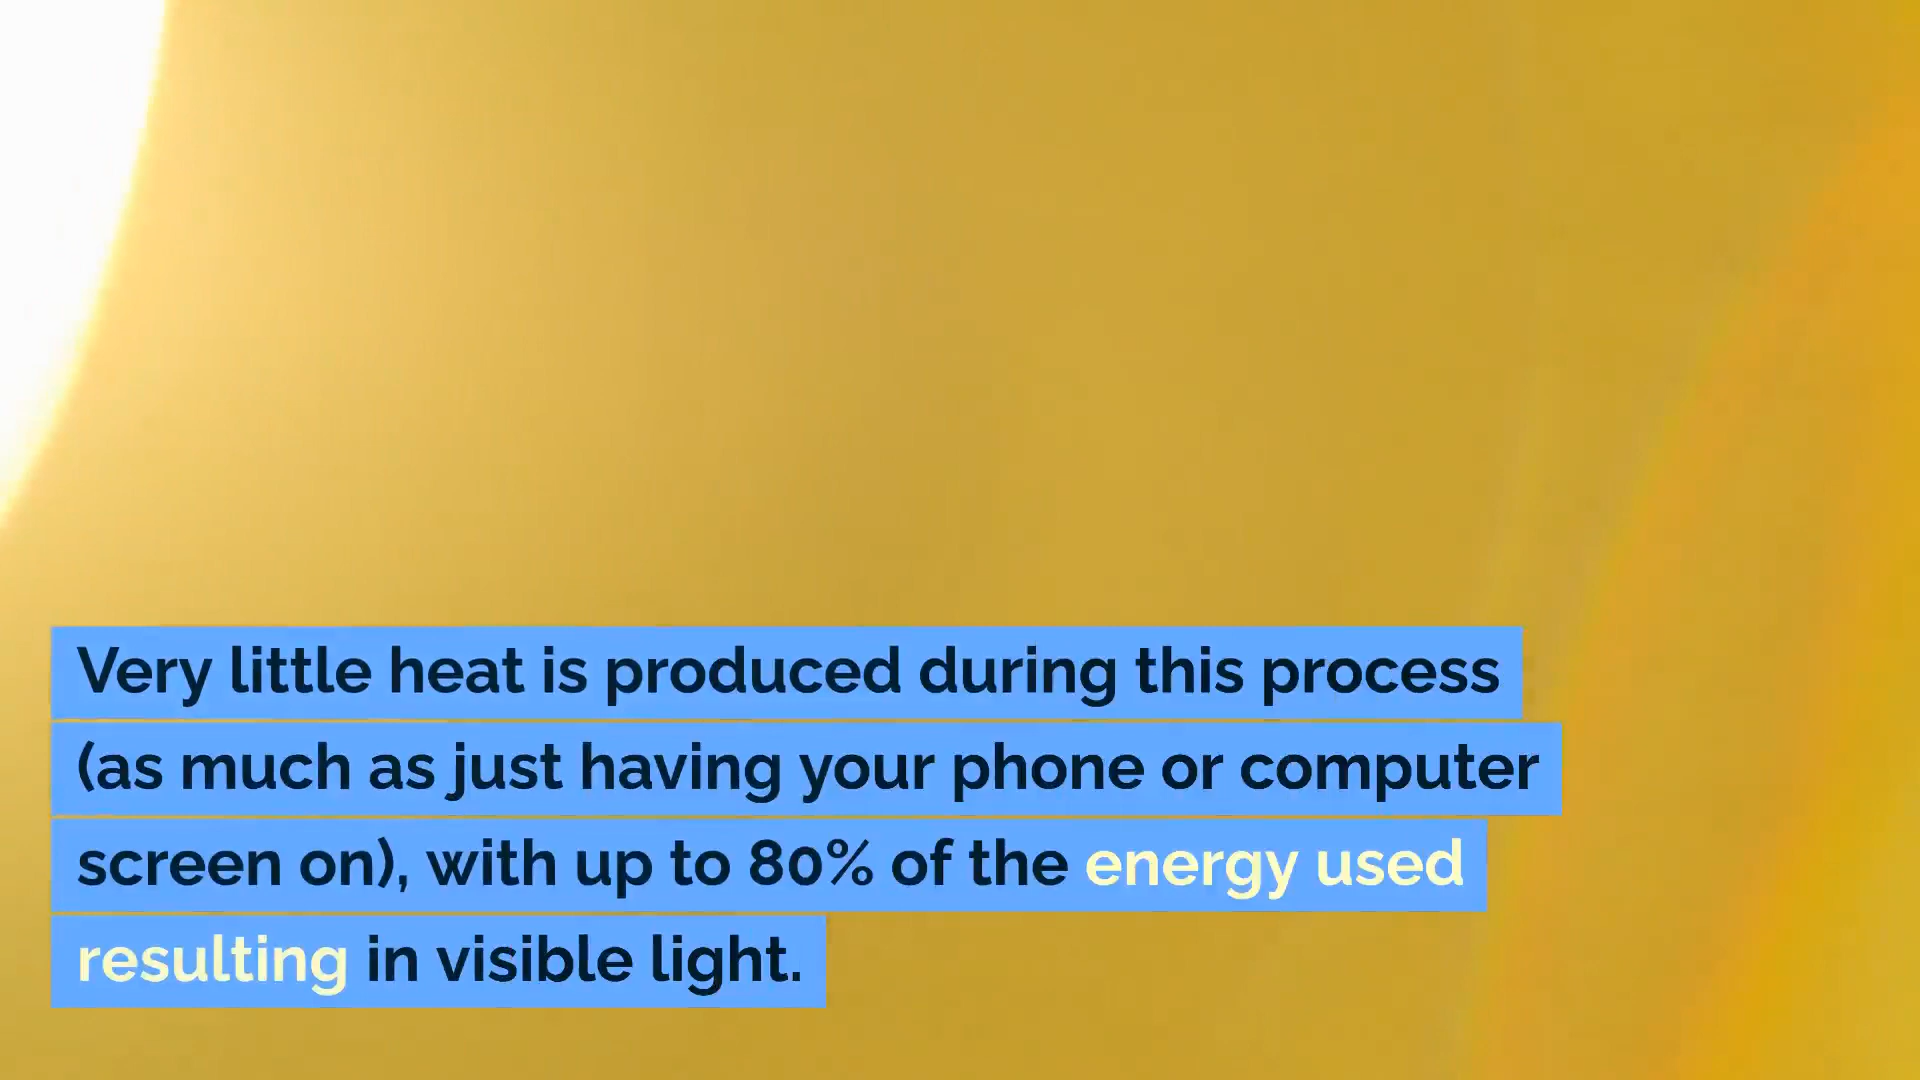 Very little heat is produced during this process
(as much as just having your phone or computer
screen on), with up to 80% of the energy used
resulting in visible light.